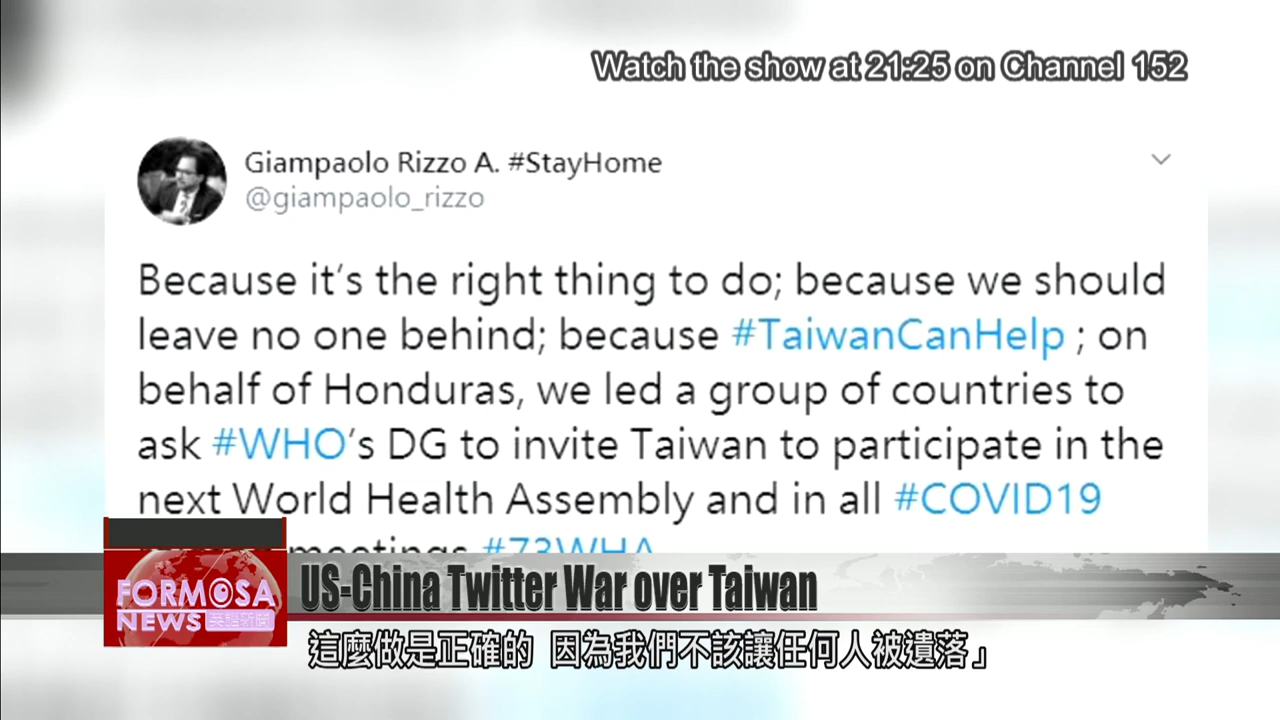 Watch the show at 21:25 on Channel 152
Giampaolo Rizzo A. #StayHome
@giampaolo_rizzo
Because it's the right thing to do; because we should
leave no one behind; because #TaiwanCanHelp ; on
behalf of Honduras, we led a group of countries to
ask #WHO's DG to invite Taiwan to participate in the
next World Health Assembly and in all #COVID19
meetings #73WHA
US-China Twitter War over Taiwan
FORMOSA
NEWS 英語新聞
這麼做是正確的 因為我們不該讓任何人被遺落」